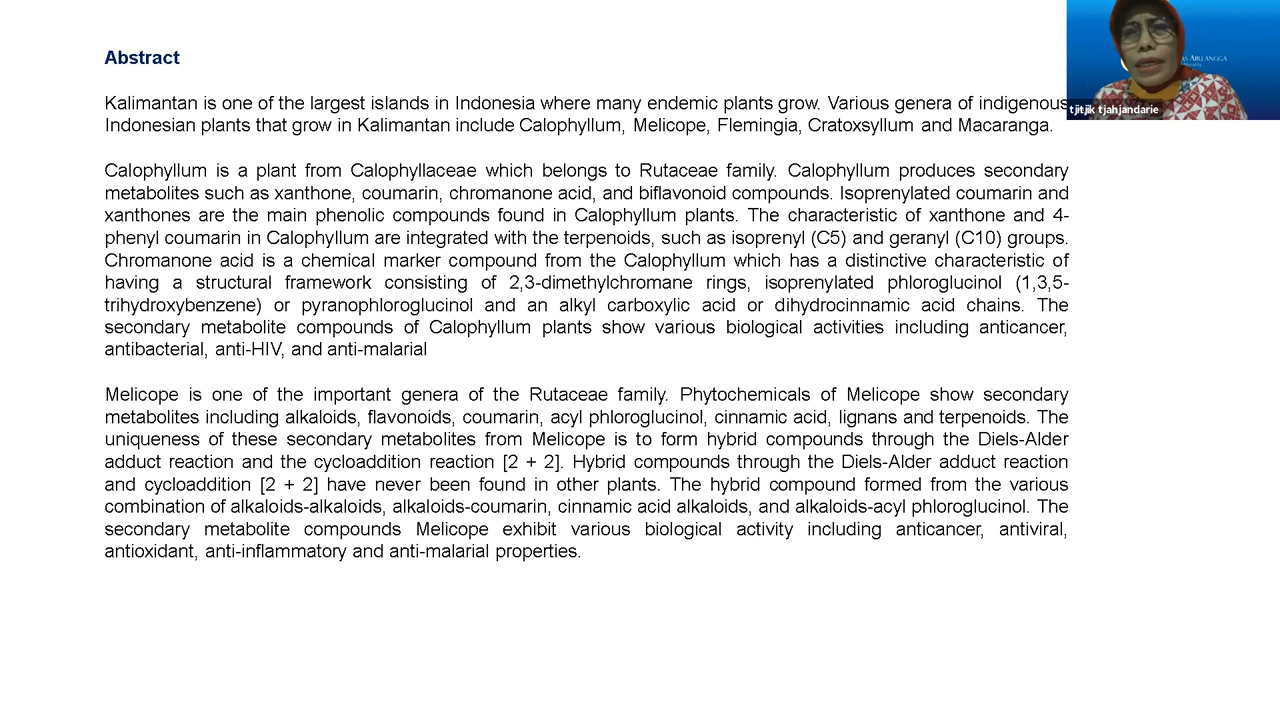 Abstract
Kalimantan is one of the largest islands in Indonesia where many endemic plants grow. Various genera of indigenous
Indonesian plants that grow in Kalimantan include Calophyllum, Melicope, Flemingia, Cratoxsyllum and Macaranga.
Calophyllum is a plant from Calophyllaceae which belongs to Rutaceae family. Calophyllum produces secondary
metabolites such as xanthone, coumarin, chromanone acid, and biflavonoid compounds. Isoprenylated coumarin and
xanthones are the main phenolic compounds found in Calophyllum plants. The characteristic of xanthone and 4-
phenyl coumarin in Calophyllum are integrated with the terpenoids, such as isoprenyl (C5) and geranyl (C10) groups.
Chromanone acid is a chemical marker compound from the Calophyllum which has a distinctive characteristic of
having a structural framework consisting of 2,3-dimethylchromane rings, isoprenylated phloroglucinol (1,3,5-
trihydroxybenzene) or pyranophloroglucinol and an alkyl carboxylic acid or dihydrocinnamic acid chains. The
secondary metabolite compounds of Calophyllum plants show various biological activities including anticancer,
antibacterial, anti-HIV, and anti-malarial
Melicope is one of the important genera of the Rutaceae family. Phytochemicals of Melicope show secondary
metabolites including alkaloids, flavonoids, coumarin, acyl phloroglucinol, cinnamic acid, lignans and terpenoids. The
uniqueness of these secondary metabolites from Melicope is to form hybrid compounds through the Diels-Alder
adduct reaction and the cycloaddition reaction [2 + 2]. Hybrid compounds through the Diels-Alder adduct reaction
and cycloaddition [2 + 2] have never been found in other plants. The hybrid compound formed from the various
combination of alkaloids-alkaloids, alkaloids-coumarin, cinnamic acid alkaloids, and alkaloids-acyl phloroglucinol. The
secondary metabolite compounds Melicope exhibit various biological activity including anticancer, antiviral,
antioxidant, anti-inflammatory and anti-malarial properties.
AIRLANGGA
tjitjik tjahjandarie